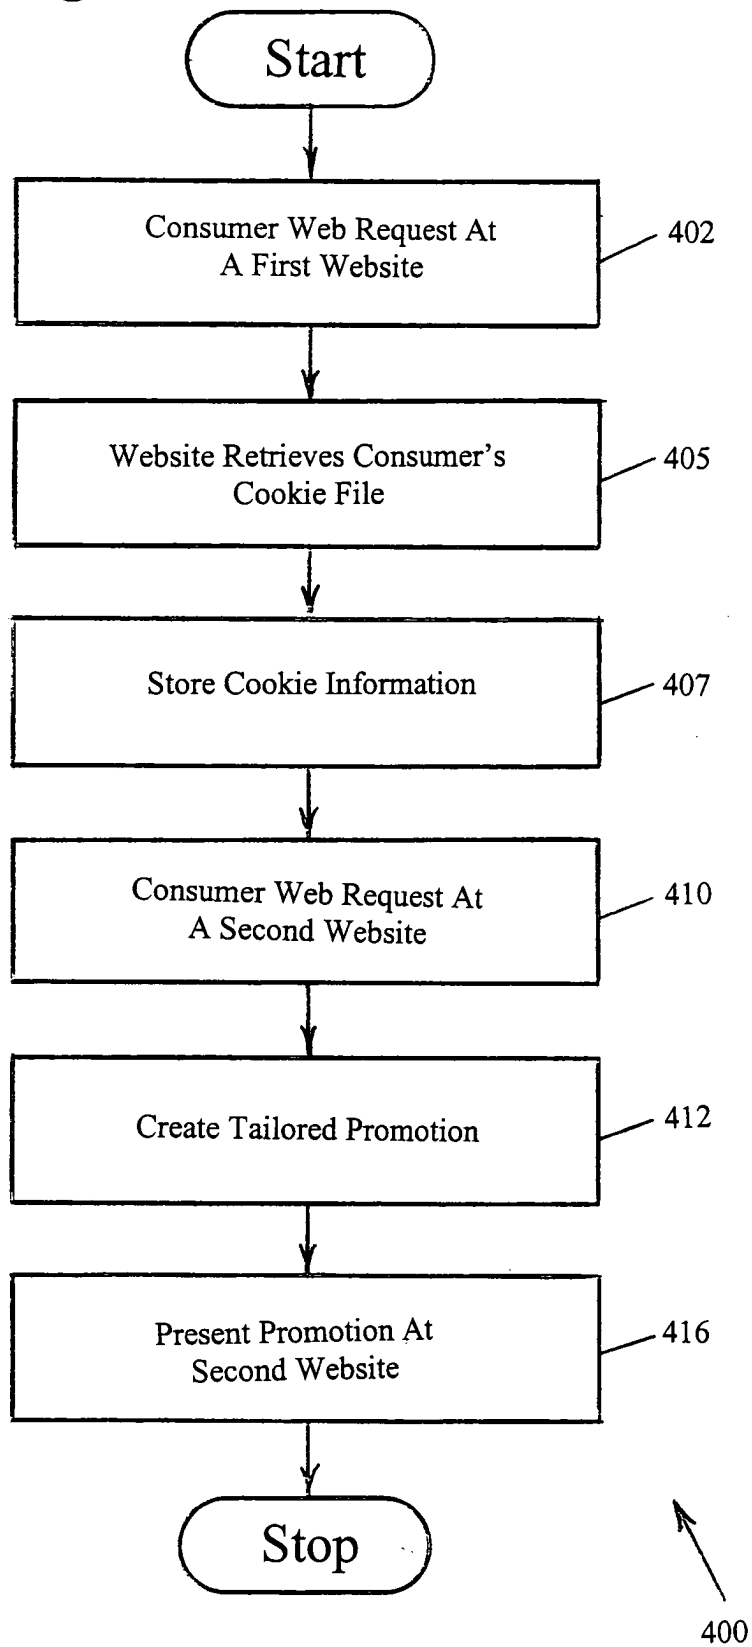 Start
Consumer Web Request At
A First Website
402
Website Retrieves Consumer's
Cookie File
405
Store Cookie Information
407
Consumer Web Request At
A Second Website
410
Create Tailored Promotion
412
Present Promotion At
Second Website
416
Stop
400